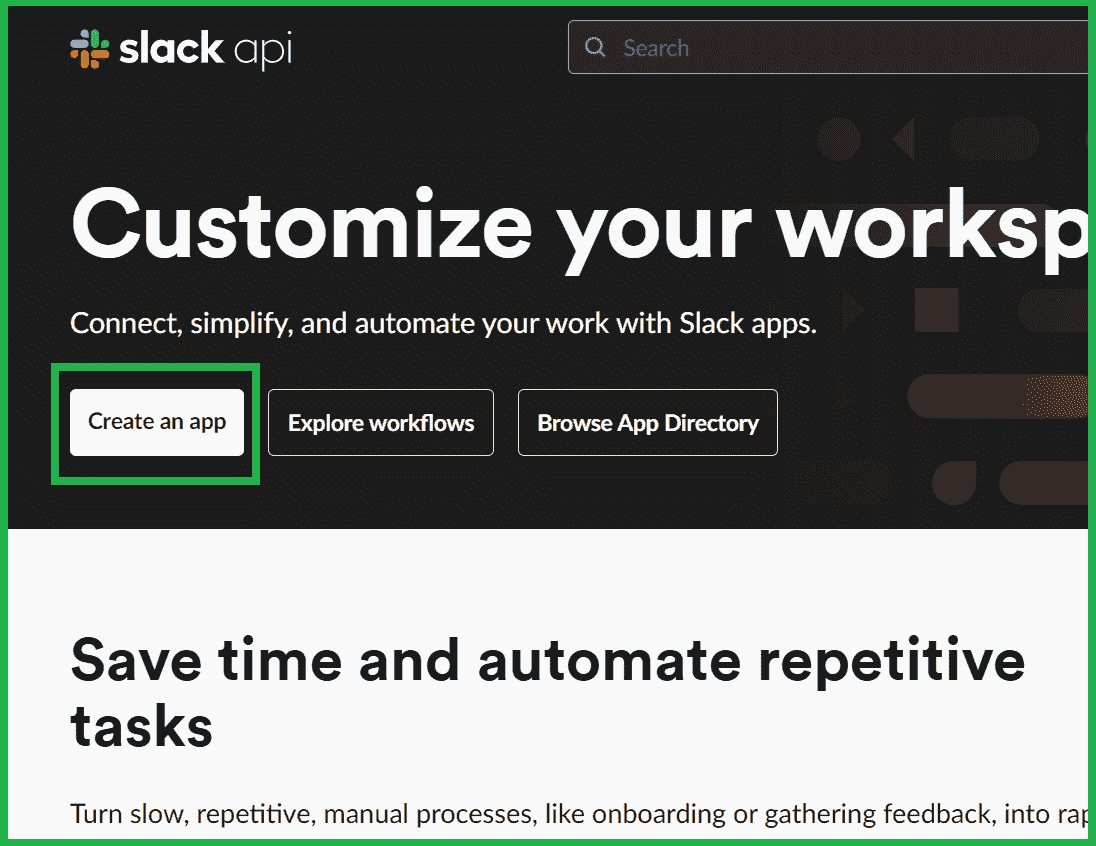 slack api
Search
Customize your worksp
Connect, simplify, and automate your work with Slack apps.
Create an app
Explore workflows
Browse App Directory
Save time and automate repetitive
tasks
Turn slow, repetitive, manual processes, like onboarding or gathering feedback, into rap